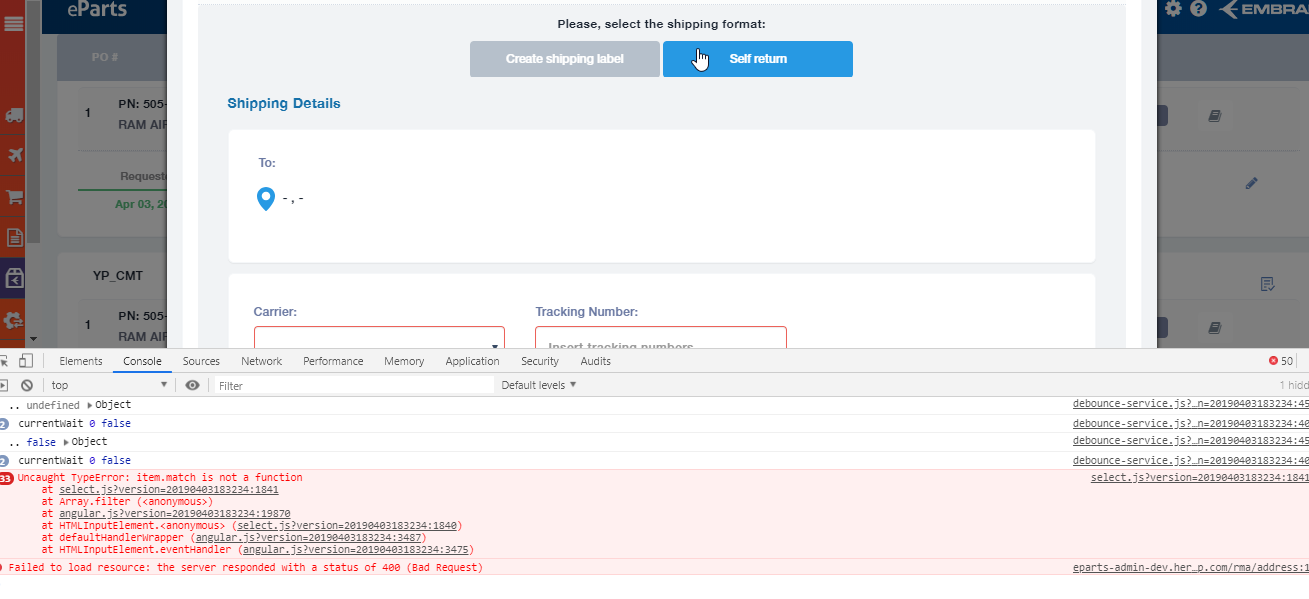 eParts
EMBRA
Please, select the shipping format:
Create shipping label
Self return
PO #
Shipping Details
1
PN: 505-
RAM AIF
To:
- , -
Requeste
Apr 03, 20
YP_CMT
1
PN: 505-
RAM AIF
Carrier:
Tracking Number:
Insert tracking numbers
Elements
Console
Sources
Network
Performance
Memory
Application
Security
Audits
50
top
Filter
Default levels
1 hidd
.. undefined Object
debounce-service.js?…n=20190403183234:45
2 currentWait 0 false
debounce-service.js?…n=20190403183234:40
.. false Object
debounce-service.js?…n=20190403183234:45
2 currentWait 0 false
debounce-service.js?…n=20190403183234:40
33 Uncaught TypeError: item.match is not a function
select.js?version=20190403183234:1841
at select.js?version=20190403183234:1841
at Array.filter (<anonymous>)
at angular.js?version=20190403183234:19870
at HTMLInputElement.<anonymous> (select.js?version=20190403183234:1840)
at defaultHandlerWrapper (angular.js?version=20190403183234:3487)
at HTMLInputElement.eventHandler (angular.js?version=20190403183234:3475)
Failed to load resource: the server responded with a status of 400 (Bad Request)
eparts-admin-dev.her…p.com/rma/address:1